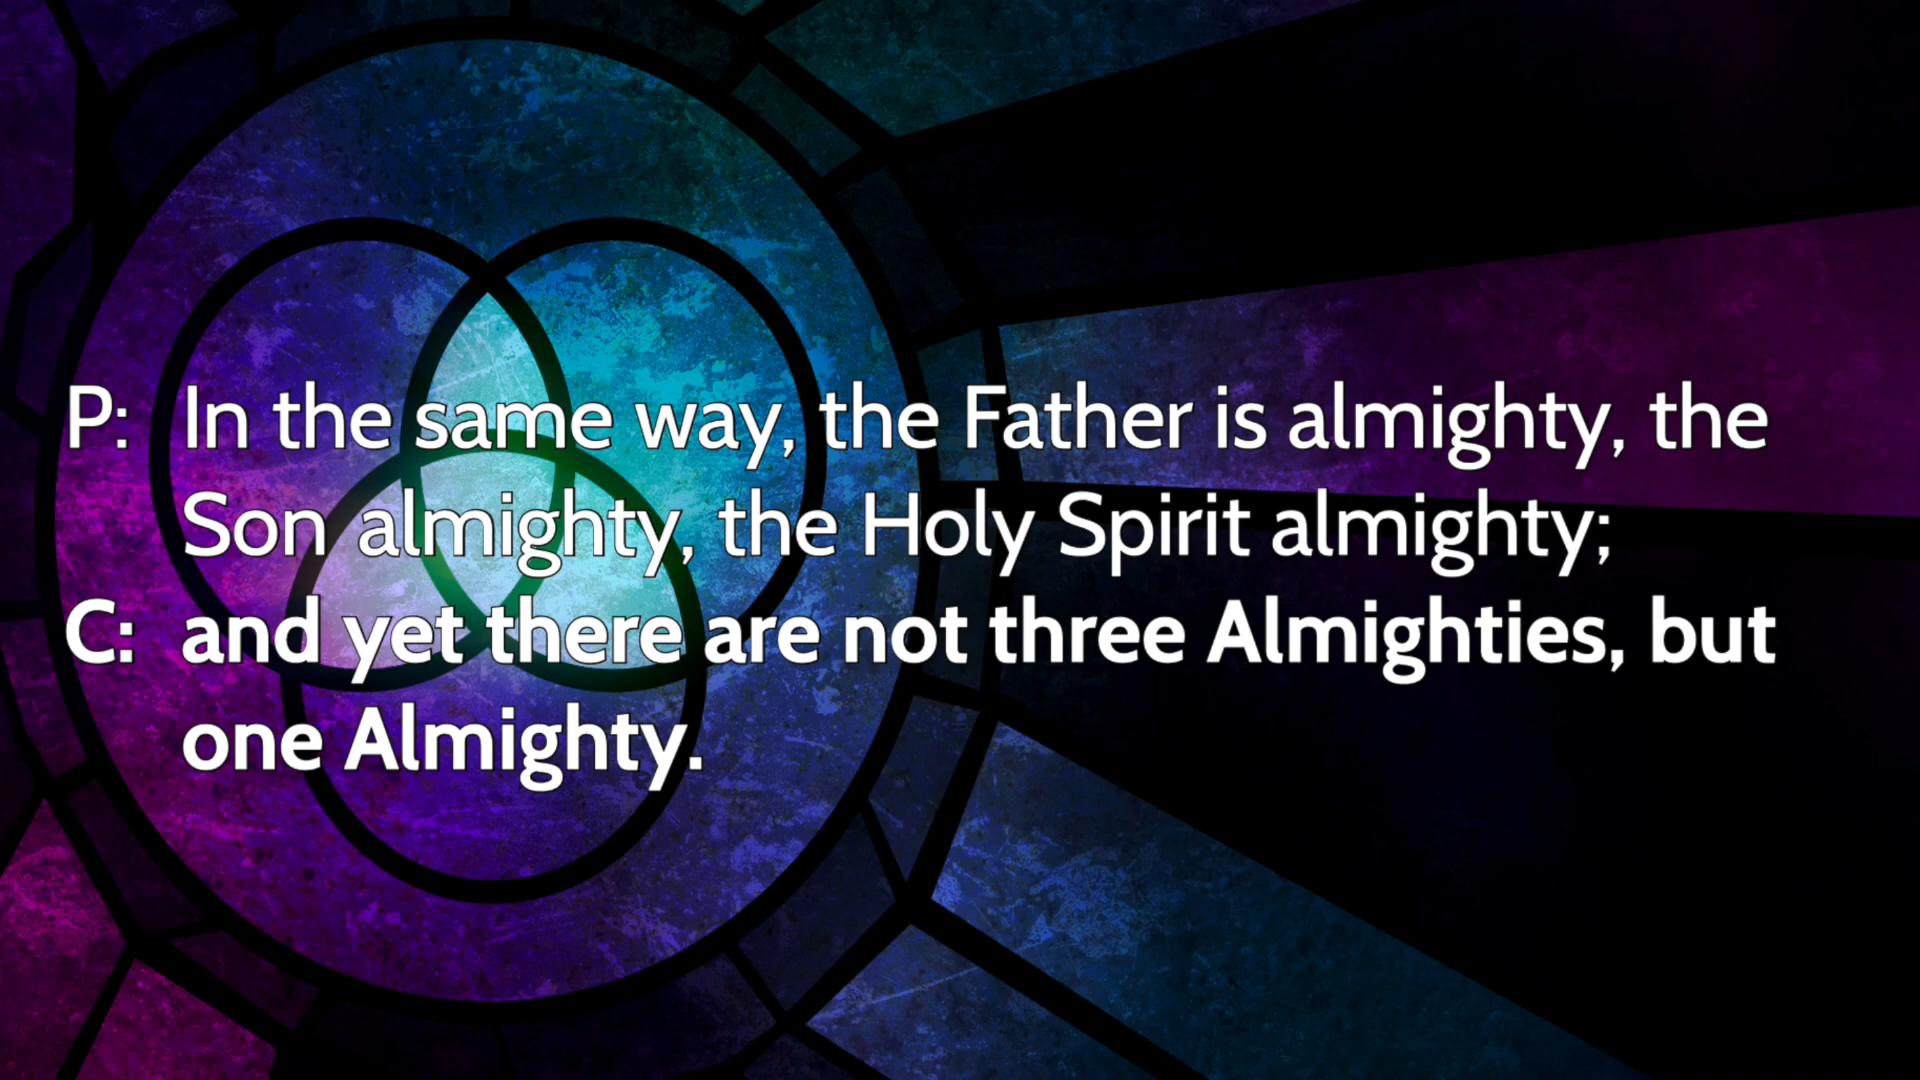 P: In the same way, the Father is almighty, the
Son almighty, the Holy Spirit almighty;
C: and yet there are not three Almighties, but
one Almighty.